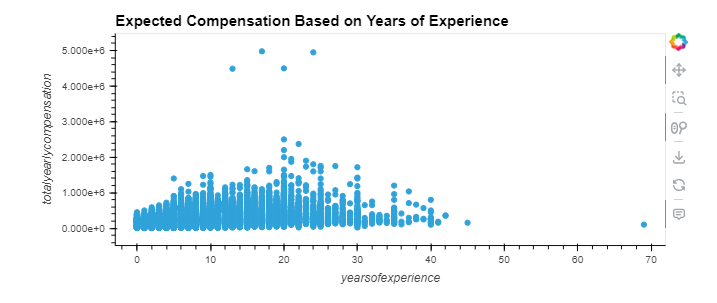 Expected Compensation Based on Years of Experience
totalyearlycompensation
5.000e+6
4.000e+6
3.000e+6
2.000e+6
1.000e+6
0.000e+0
0 10 20 30 40 50 60 70
yearsofexperience